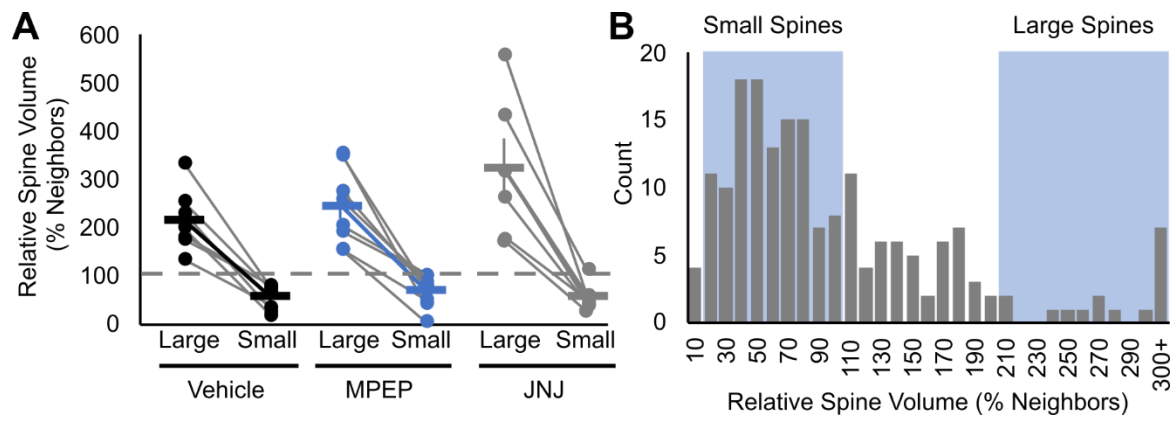 A
Relative Spine Volume
(% Neighbors)
600
500
400
300
200
100
0
Large Small Large Small Large Small
Vehicle MPEP JNJ
B
Small Spines Large Spines
Count
20
15
10
5
0
10 30 50 70 90 110 130 150 170 190 210 230 250 270 290 300+
Relative Spine Volume (% Neighbors)